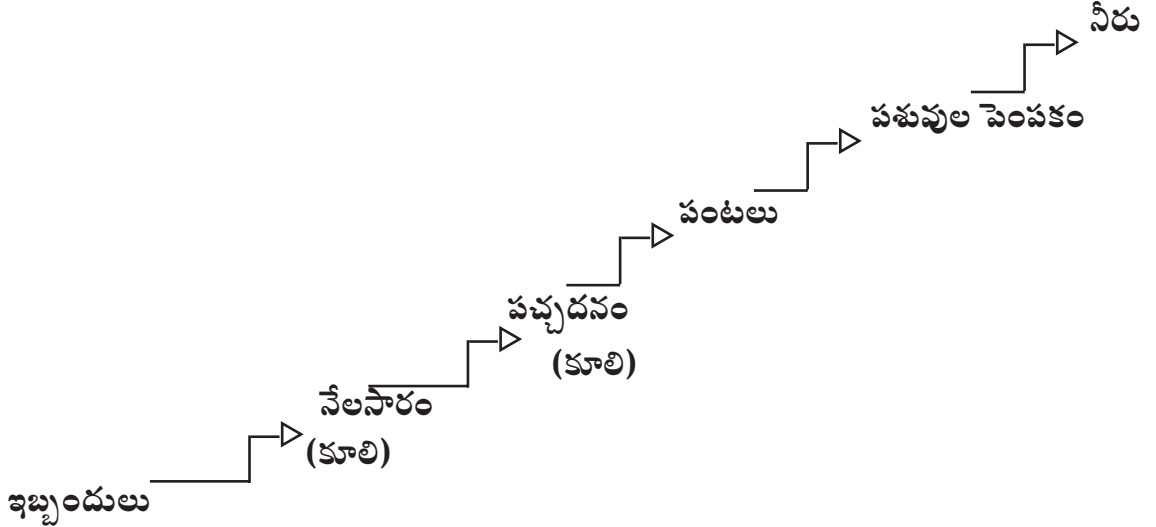 నీరు
పశువుల పెంపకం
పంటలు
పచ్చదనం
(కూలి)
నేలసారం
(కూలి)
ఇబ్బందులు